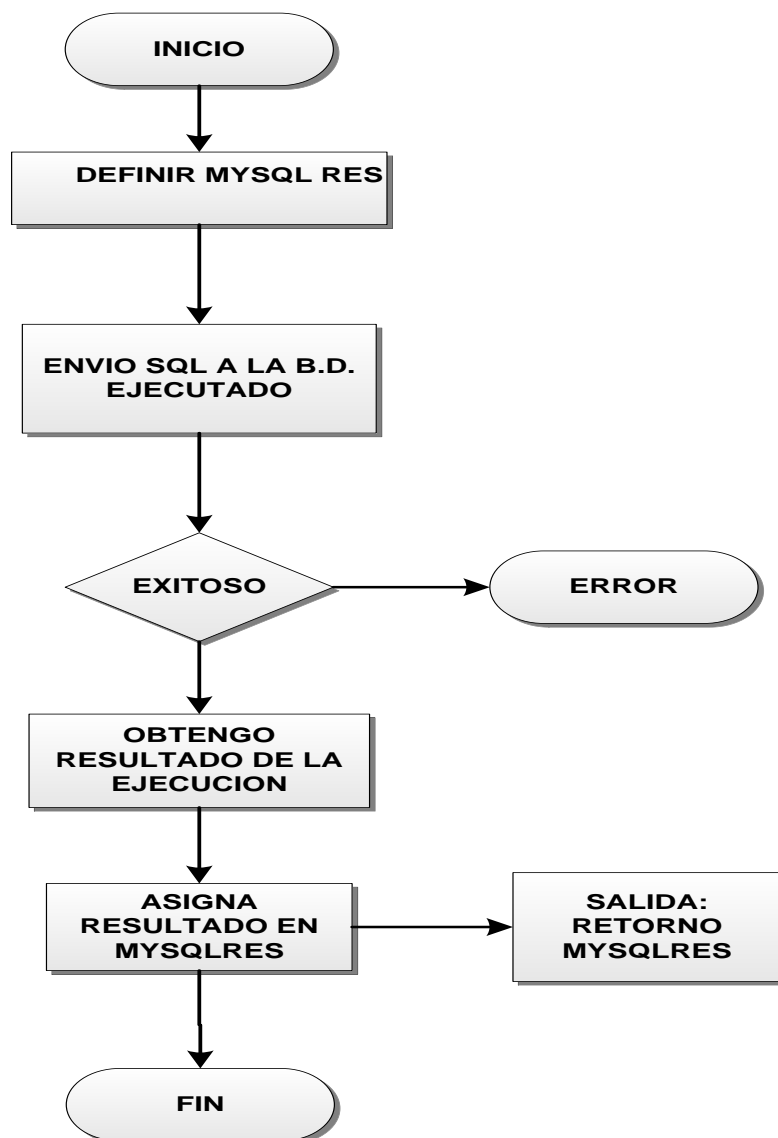 INICIO
DEFINIR MYSQL RES
ENVIO SQL A LA B.D.
EJECUTADO
EXITOSO
ERROR
OBTENGO
RESULTADO DE LA
EJECUCION
ASIGNA
RESULTADO EN
MYSQLRES
SALIDA:
RETORNO
MYSQLRES
FIN